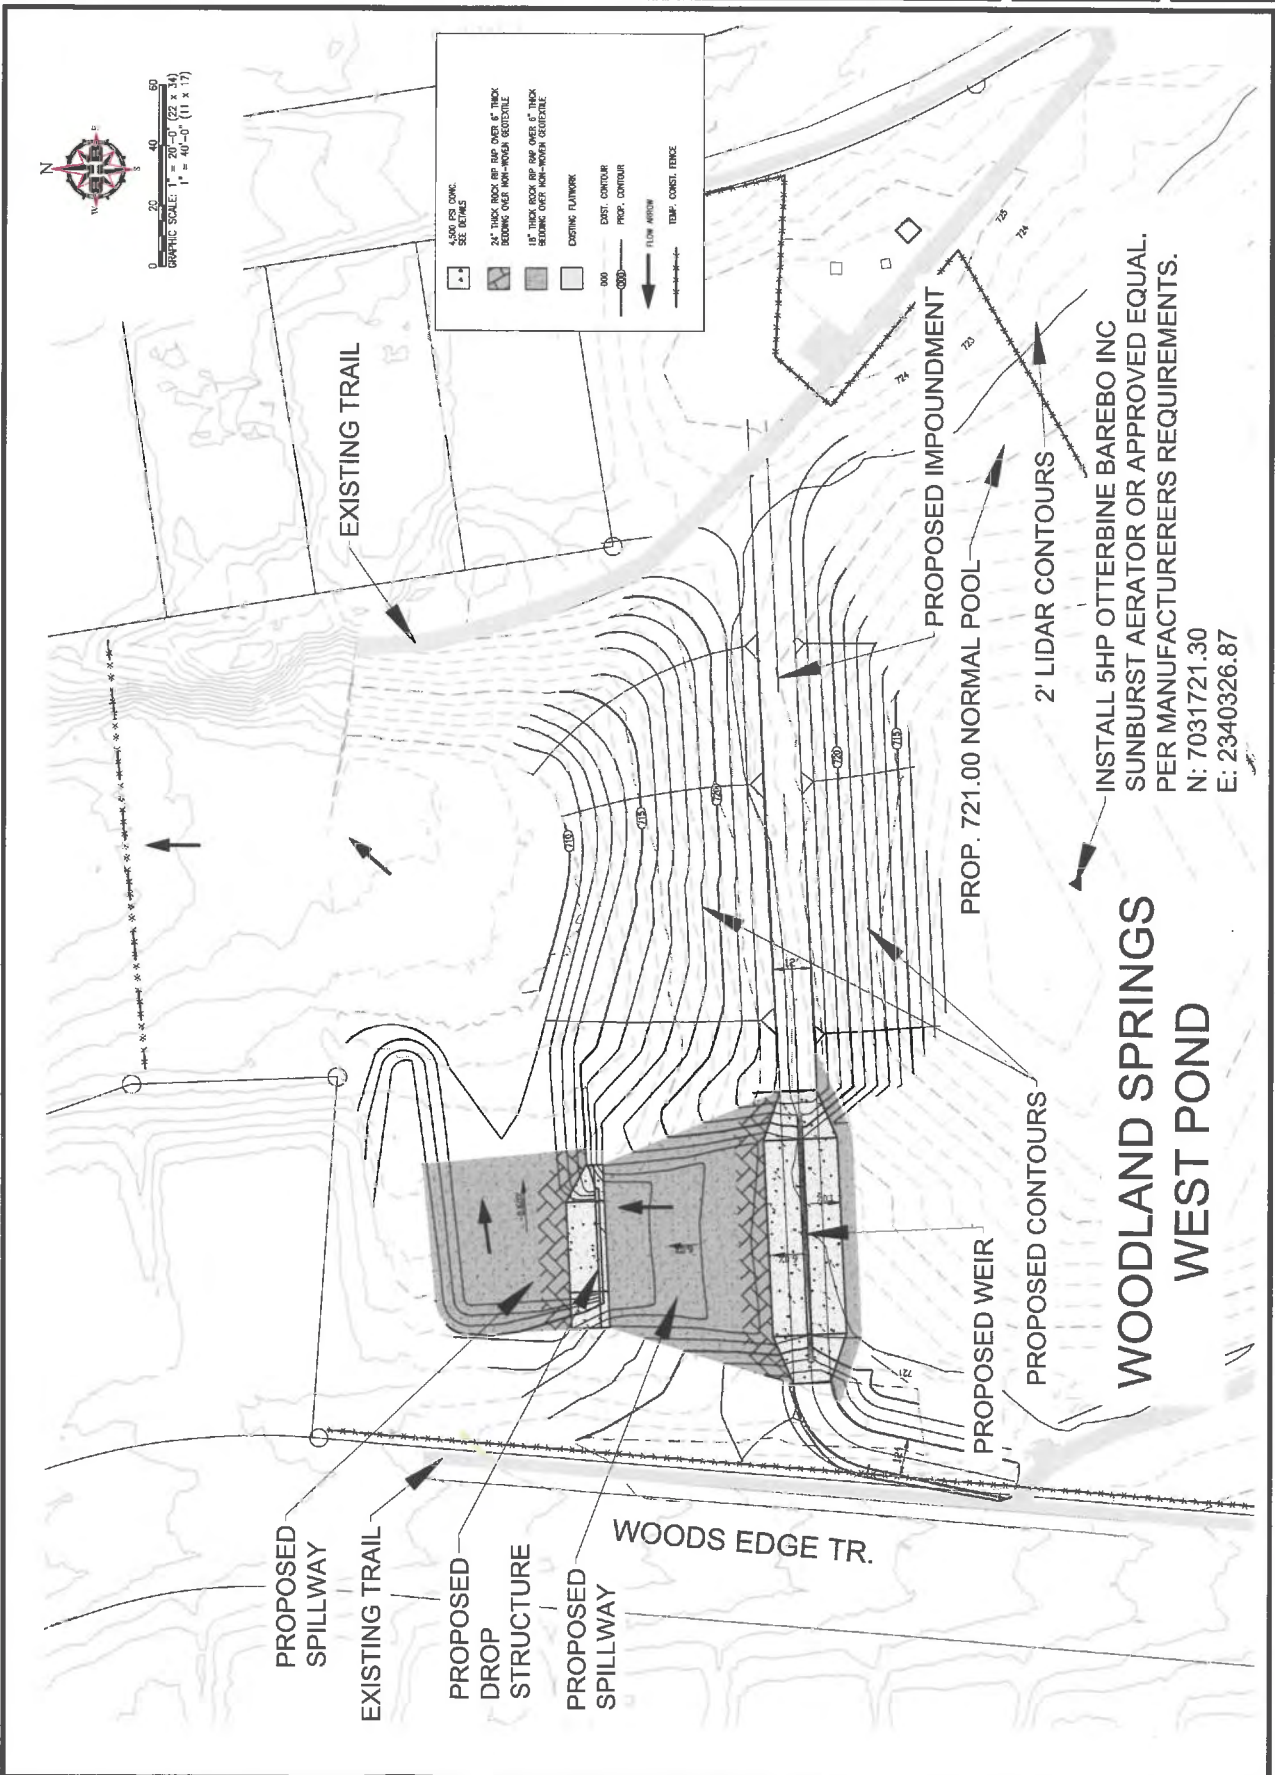 N
W
E
S
0
20
40
60
GRAPHIC SCALE: 1" = 20'-0" (22 x 34)
1" = 40'-0" (11 x 17)
4,500 PSI CONC.
SEE DETAILS
24" THICK ROCK RIP RAP OVER 6" THICK
BEDDING OVER NON-WOVEN GEOTEXTILE
18" THICK ROCK RIP RAP OVER 6" THICK
BEDDING OVER NON-WOVEN GEOTEXTILE
EXISTING FLATWORK
000
EXIST. CONTOUR
000
PROP. CONTOUR
FLOW ARROW
TEMP. CONST. FENCE
EXISTING TRAIL
PROPOSED
SPILLWAY
EXISTING TRAIL
PROPOSED
DROP
STRUCTURE
PROPOSED
SPILLWAY
WOODS EDGE TR.
710
715
720
720
715
12'
721
725
724
723
724
PROPOSED IMPOUNDMENT
PROP. 721.00 NORMAL POOL
2' LIDAR CONTOURS
INSTALL 5HP OTTERBINE BAREBO INC
SUNBURST AERATOR OR APPROVED EQUAL.
PER MANUFACTURERERS REQUIREMENTS.
N: 7031721.30
E: 2340326.87
PROPOSED WEIR
PROPOSED CONTOURS
WOODLAND SPRINGS
WEST POND